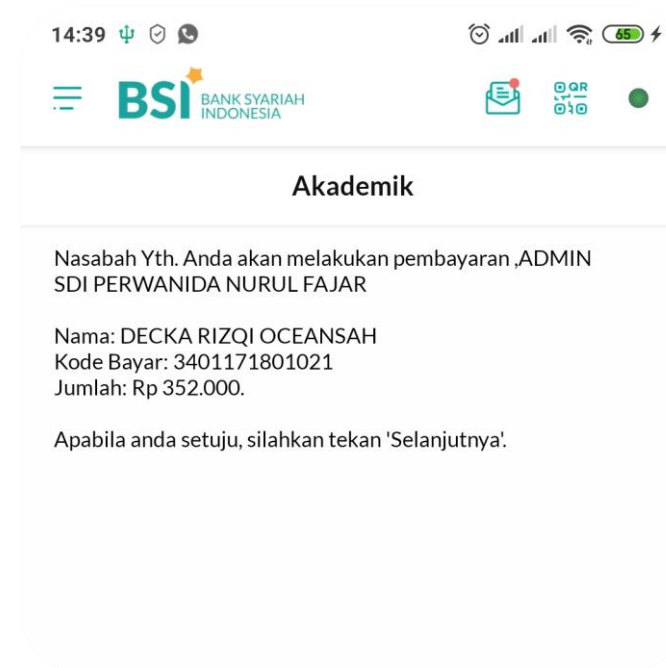 14:39
65
BSI BANK SYARIAH
INDONESIA
QR
Akademik
Nasabah Yth. Anda akan melakukan pembayaran ,ADMIN
SDI PERWANIDA NURUL FAJAR
Nama: DECKA RIZQI OCEANSAH
Kode Bayar: 3401171801021
Jumlah: Rp 352.000.
Apabila anda setuju, silahkan tekan 'Selanjutnya'.